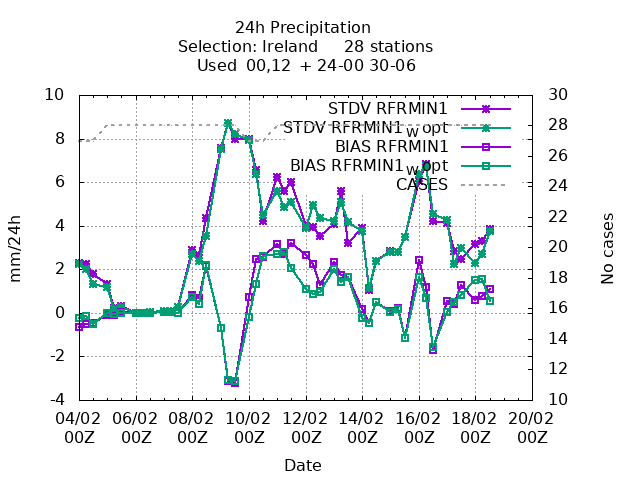 24h Precipitation
Selection: Ireland 28 stations
Used 00,12 + 24-00 30-06
mm/24h
10
8
6
4
2
0
-2
-4
30
28
26
24
22
20
18
16
14
12
10
No cases
STDV RFRMIN1
STDV RFRMIN1w opt
BIAS RFRMIN1
BIAS RFRMIN1w opt
CASES
04/02 06/02 08/02 10/02 12/02 14/02 16/02 18/02 20/02
00Z 00Z 00Z 00Z 00Z 00Z 00Z 00Z 00Z
Date